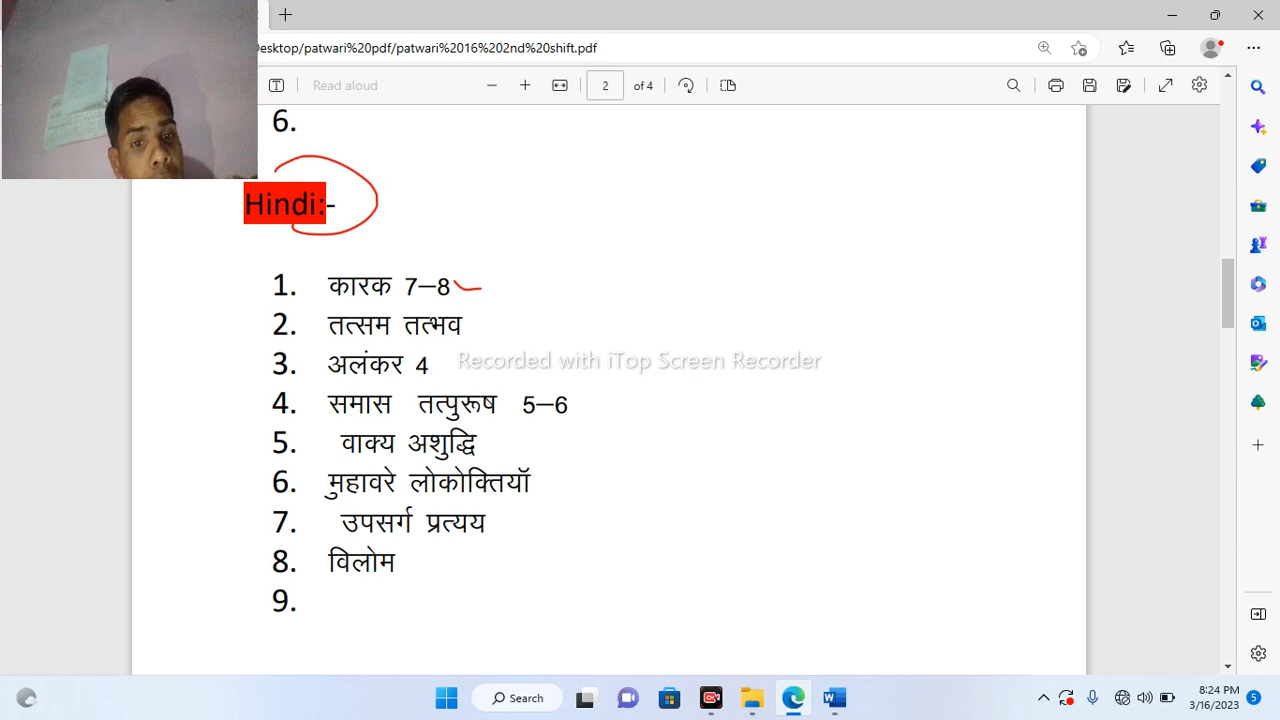 Desktop/patwari%20pdf/patwari%2016%202nd%20shift.pdf
Read aloud
2 of 4
6.
Hindi:-
1. कारक 7–8
2. तत्सम तत्भव
3. अलंकर 4
Recorded with iTop Screen Recorder
4. समास तत्पुरूष 5–6
5. वाक्य अशुद्धि
6. मुहावरे लोकोक्तियॉ
7. उपसर्ग प्रत्यय
8. विलोम
9.
Search
8:24 PM
3/16/2023
5